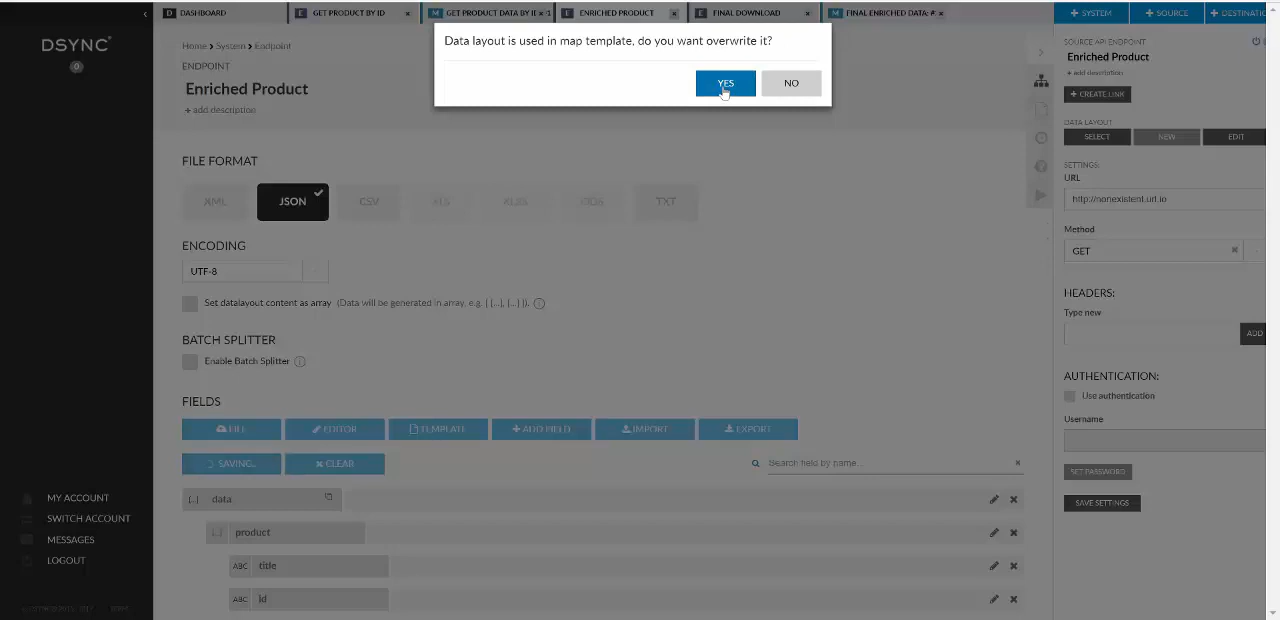 DSYNC
0
MY ACCOUNT
SWITCH ACCOUNT
MESSAGES
LOGOUT
DASHBOARD
GET PRODUCT BY ID
GET PRODUCT DATA BY
ENRICHED PRODUCT
FINAL DOWNLOAD
FINAL ENRICHED DATA:
Data layout is used in map template, do you want overwrite it?
YES
NO
Home > System > Endpoint
ENDPOINT
Enriched Product
+ add description
FILE FORMAT
XML
JSON
CSV
XLS
TXT
ENCODING
UTF-8
Set datalayout content as array (Data will be generated in array, e.g. [ {...}, {...} ]).
BATCH SPLITTER
Enable Batch Splitter
FIELDS
FILL
EDITOR
TEMPLATE
+ ADD FIELD
IMPORT
EXPORT
SAVING..
CLEAR
Search field by name...
[..] data
product
ABC title
ABC id
+ SYSTEM
+ SOURCE
+ DESTINATIO
SOURCE API ENDPOINT
Enriched Product
+ add description
+ CREATE LINK
DATA LAYOUT
SELECT
NEW
EDIT
SETTINGS:
URL
http://nonexistent.url.io
Method
GET
HEADERS:
Type new
ADD
AUTHENTICATION:
Use authentication
Username
SET PASSWORD
SAVE SETTINGS